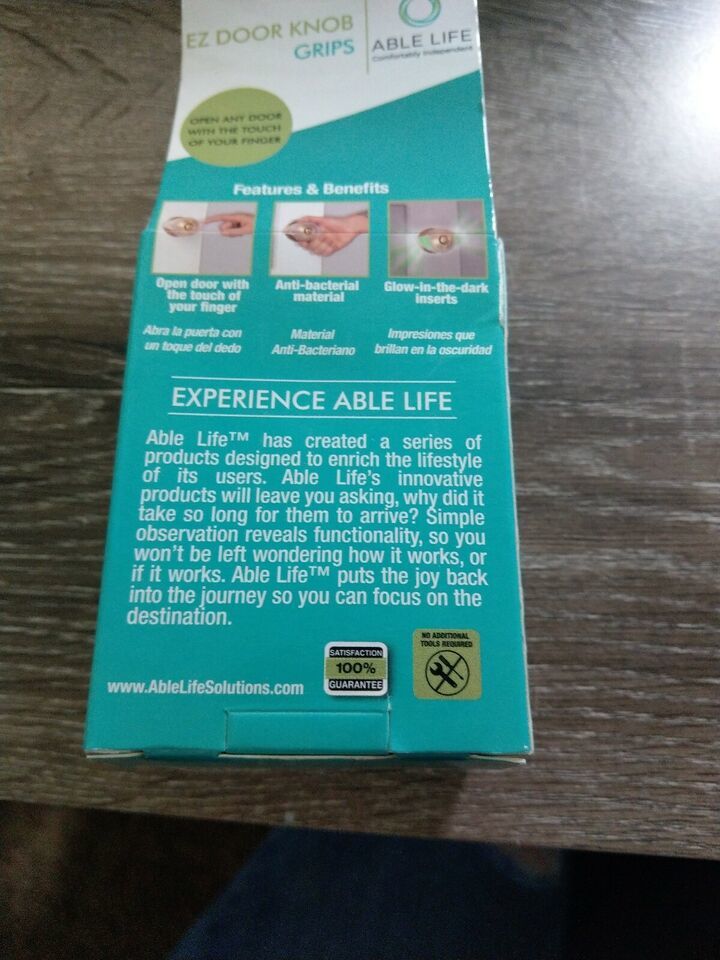 EZ DOOR KNOB
GRIPS
ABLE LIFE
Comfortably Independent
OPEN ANY DOOR
WITH THE TOUCH
OF YOUR FINGER
Features & Benefits
Open door with
the touch of
your finger
Anti-bacterial
material
Glow-in-the-dark
inserts
Abra la puerta con
un toque del dedo
Material
Anti-Bacteriano
Impresiones que
brillan en la oscuridad
EXPERIENCE ABLE LIFE
Able Life™ has created a series of
products designed to enrich the lifestyle
of its users. Able Life's innovative
products will leave you asking, why did it
take so long for them to arrive? Simple
observation reveals functionality, so you
won't be left wondering how it works, or
if it works. Able Life™ puts the joy back
into the journey so you can focus on the
destination.
www.AbleLifeSolutions.com
SATISFACTION
100%
GUARANTEE
NO ADDITIONAL
TOOLS REQUIRED